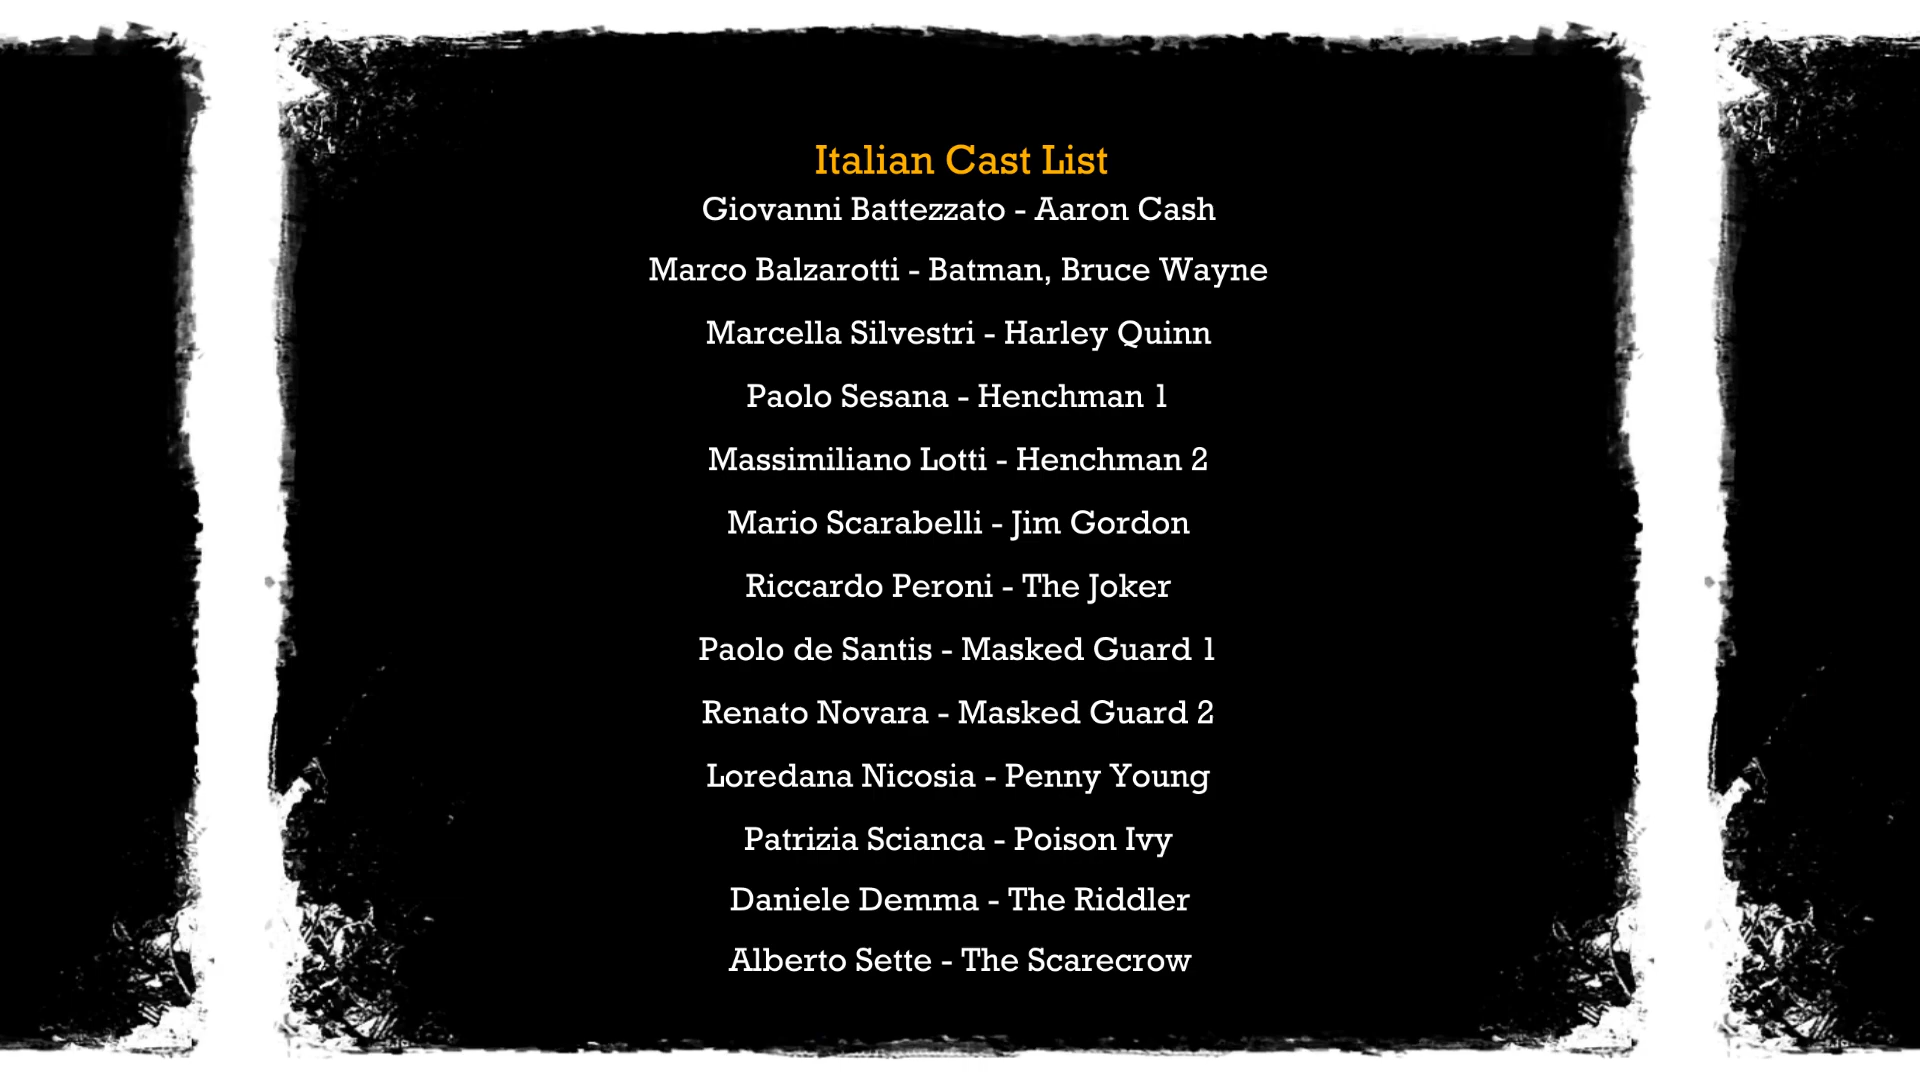 Italian Cast List
Giovanni Battezzato - Aaron Cash
Marco Balzarotti - Batman, Bruce Wayne
Marcella Silvestri - Harley Quinn
Paolo Sesana - Henchman 1
Massimiliano Lotti - Henchman 2
Mario Scarabelli - Jim Gordon
Riccardo Peroni - The Joker
Paolo de Santis - Masked Guard 1
Renato Novara - Masked Guard 2
Loredana Nicosia - Penny Young
Patrizia Scianca - Poison Ivy
Daniele Demma - The Riddler
Alberto Sette - The Scarecrow